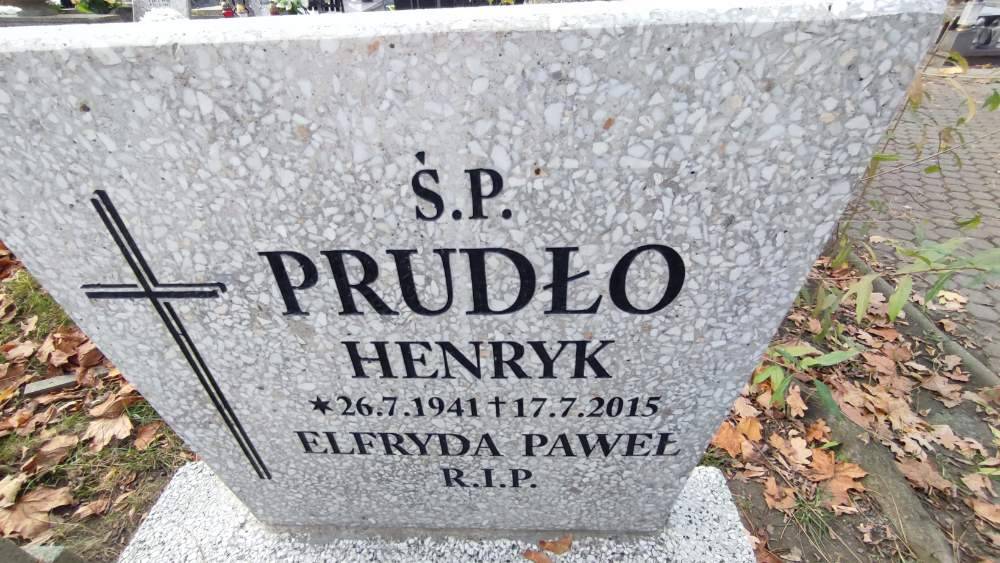 Ś.P.
PRUDŁO
HENRYK
★26.7.1941 † 17.7.2015
ELFRYDA PAWEŁ
R.I.P.